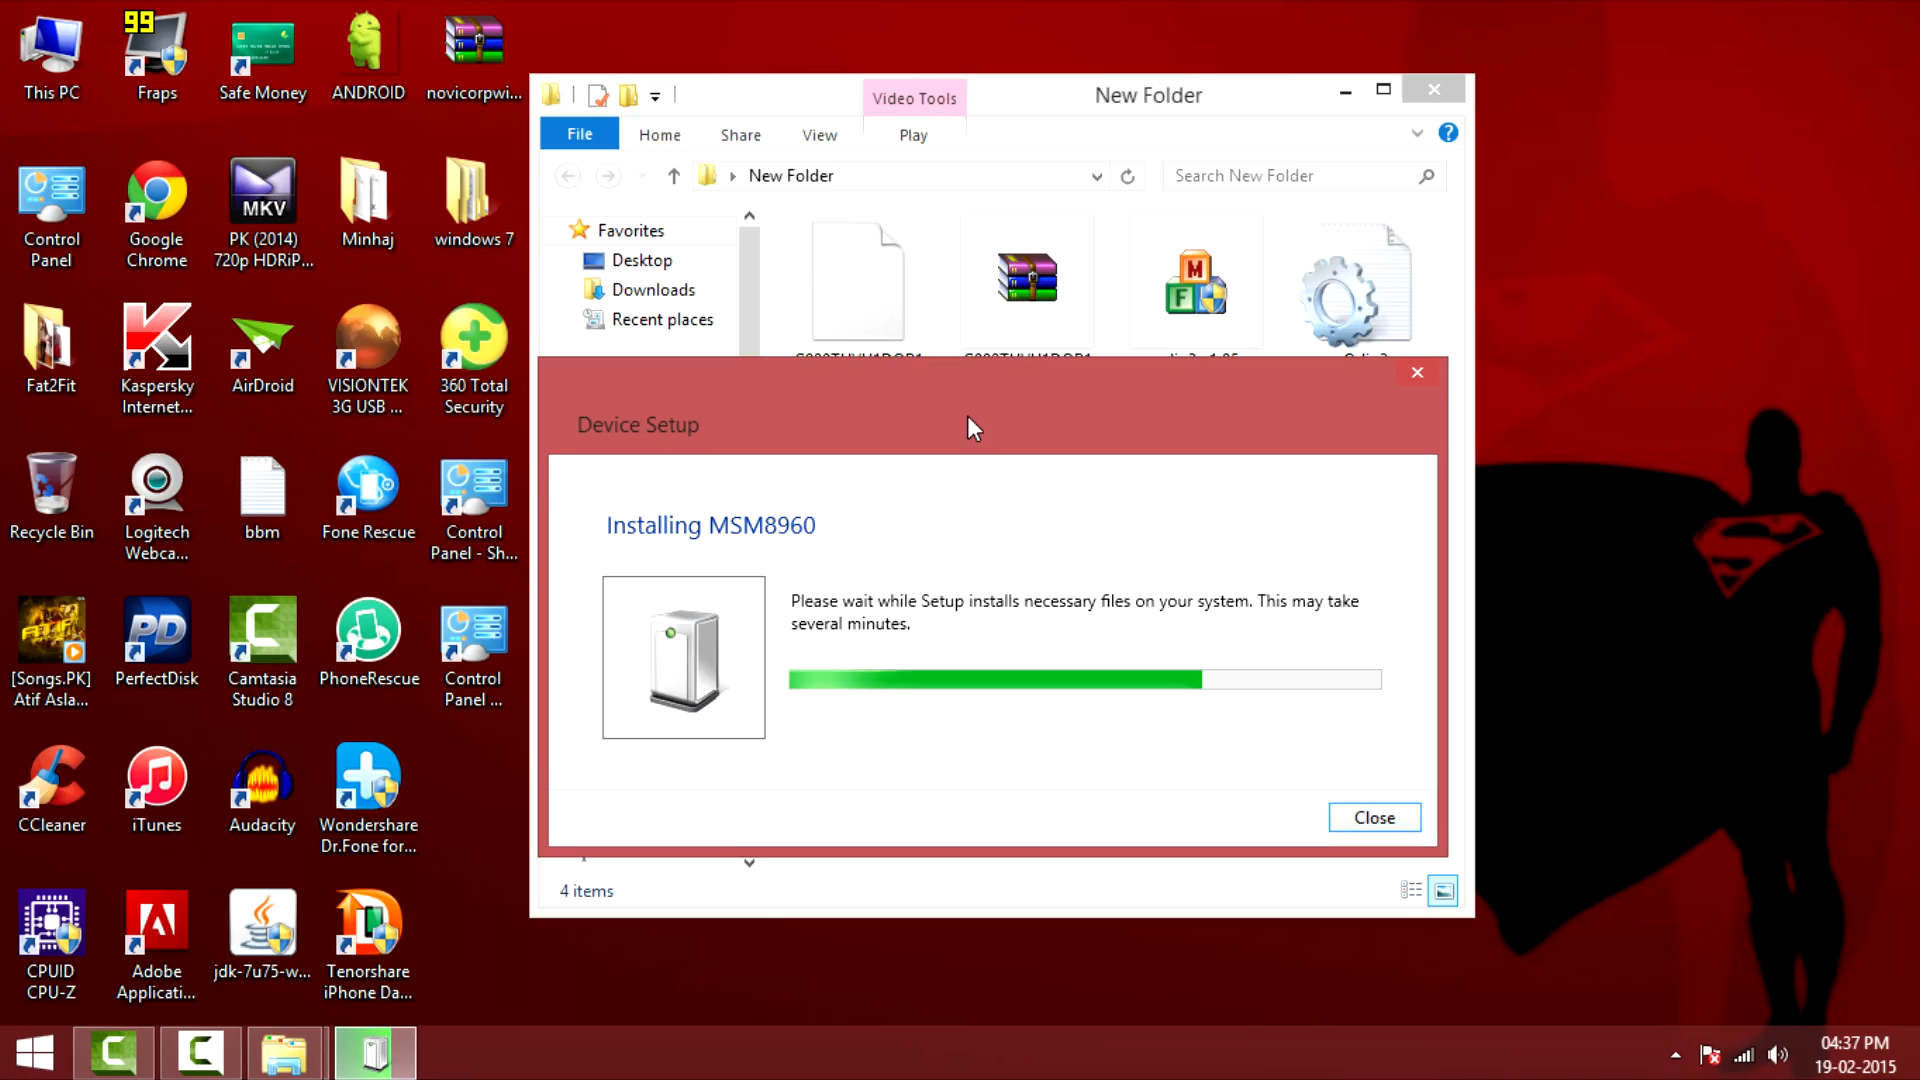 99
This PC
Fraps
Safe Money
ANDROID
novicorpwi...
Control
Panel
Google
Chrome
MKV
PK (2014)
720p HDRiP...
Minhaj
windows 7
Fat2Fit
Kaspersky
Internet...
AirDroid
VISIONTEK
3G USB ...
360 Total
Security
Recycle Bin
Logitech
Webca...
bbm
Fone Rescue
Control
Panel - Sh...
[Songs.PK]
Atif Asla...
PD
PerfectDisk
Camtasia
Studio 8
PhoneRescue
Control
Panel ...
CCleaner
iTunes
Audacity
Wondershare
Dr.Fone for...
CPUID
CPU-Z
Adobe
Applicati...
jdk-7u75-w...
Tenorshare
iPhone Da...
Video Tools
New Folder
File
Home
Share
View
Play
New Folder
Search New Folder
Favorites
Desktop
Downloads
Recent places
M
F
Device Setup
Installing MSM8960
Please wait while Setup installs necessary files on your system. This may take
several minutes.
Close
4 items
04:37 PM
19-02-2015